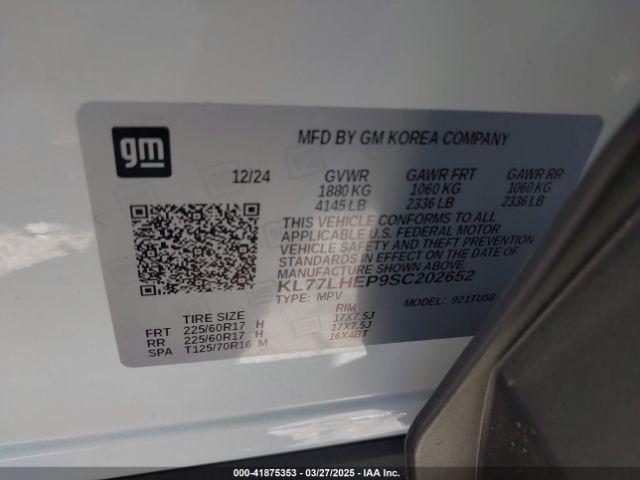 gm
MFD BY GM KOREA COMPANY
12/24 GVWR GAWR FRT GAWR RR
1880 KG 1060 KG 1060 KG
4145 LB 2336 LB 2336 LB
THIS VEHICLE CONFORMS TO ALL
APPLICABLE U.S. FEDERAL MOTOR
VEHICLE SAFETY AND THEFT PREVENTION
STANDARDS IN EFFECT ON THE DATE OF
MANUFACTURE SHOWN ABOVE.
KL77LHEP9SC202652
TYPE: MPV MODEL: 921TU58
TIRE SIZE RIM
FRT 225/60R17 H 17X7.5J
RR 225/60R17 H 17X7.5J
SPA T125/70R16 M 16X4BT
000-41875353 — 03/27/2025 — IAA Inc.